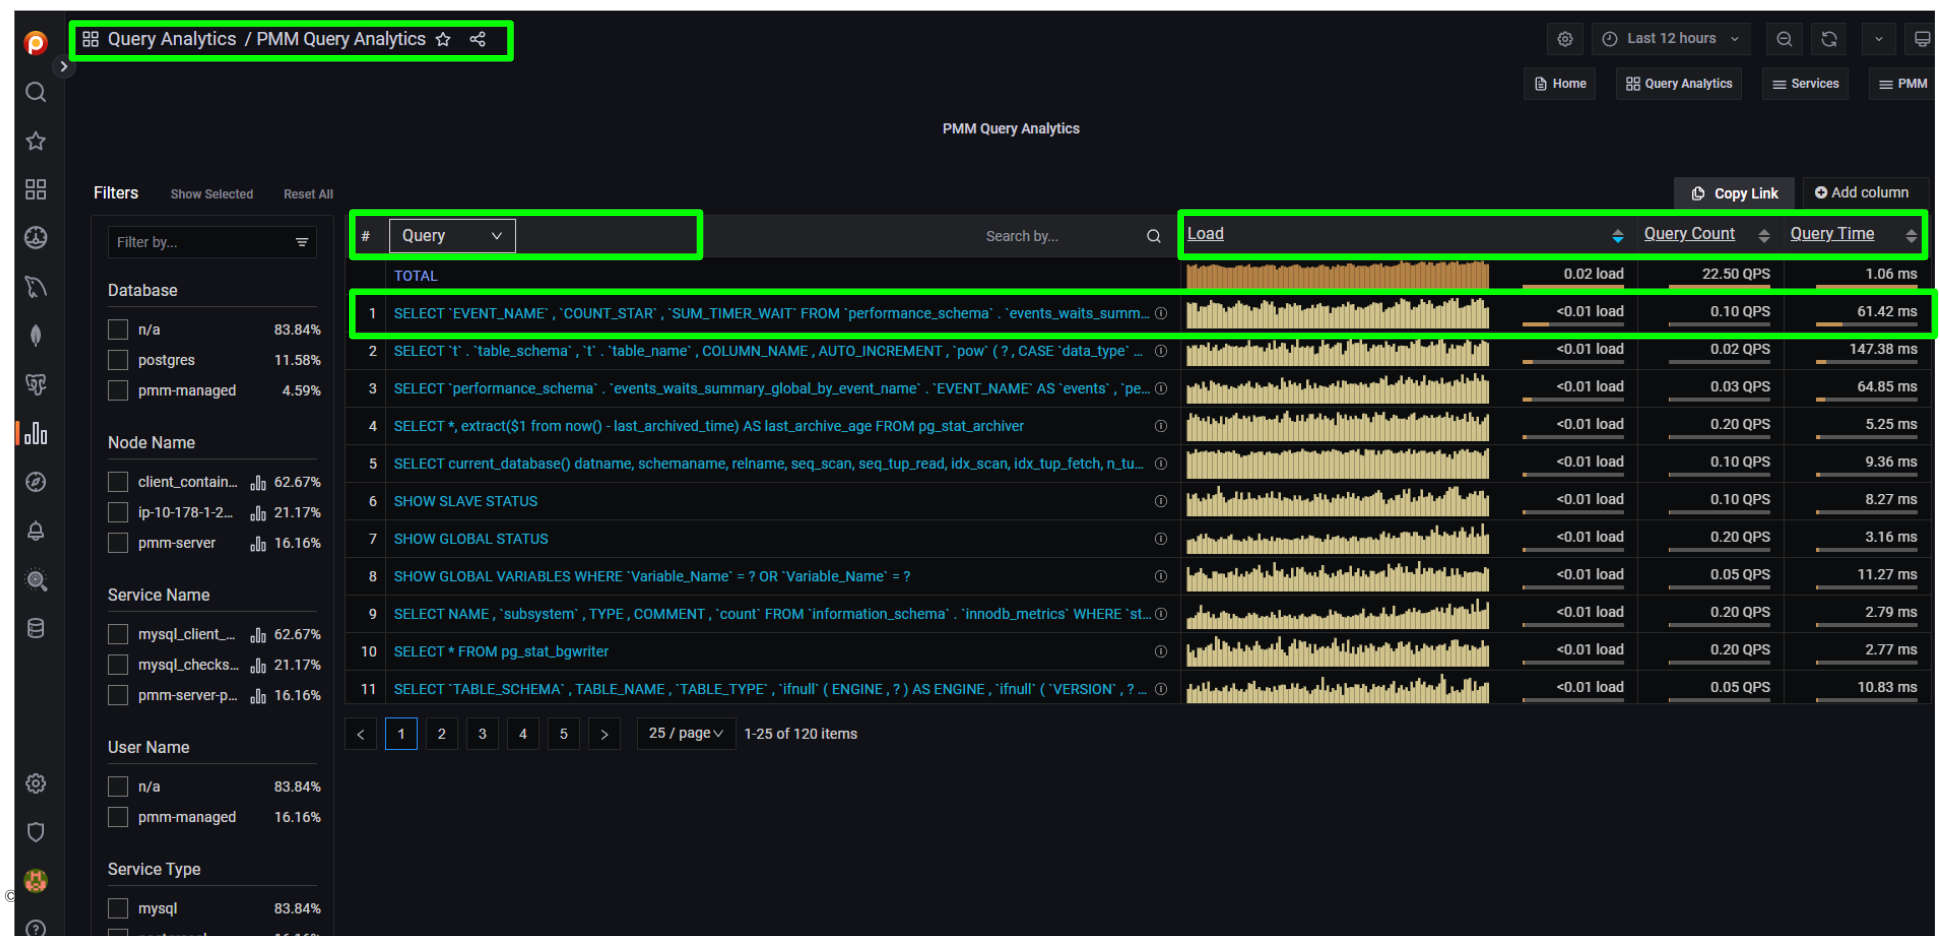 Query Analytics / PMM Query Analytics
Last 12 hours
Home
Query Analytics
Services
PMM
PMM Query Analytics
Filters
Show Selected
Reset All
Copy Link
Add column
Filter by...
# Query
Search by...
Load
Query Count
Query Time
TOTAL 0.02 load 22.50 QPS 1.06 ms
1 SELECT `EVENT_NAME` , `COUNT_STAR` , `SUM_TIMER_WAIT` FROM `performance_schema` . `events_waits_summ... <0.01 load 0.10 QPS 61.42 ms
2 SELECT `t` . `table_schema` , `t` . `table_name` , COLUMN_NAME , AUTO_INCREMENT , `pow` ( ? , CASE `data_type` ... <0.01 load 0.02 QPS 147.38 ms
3 SELECT `performance_schema` . `events_waits_summary_global_by_event_name` . `EVENT_NAME` AS `events` , `pe... <0.01 load 0.03 QPS 64.85 ms
4 SELECT *, extract($1 from now() - last_archived_time) AS last_archive_age FROM pg_stat_archiver <0.01 load 0.20 QPS 5.25 ms
5 SELECT current_database() datname, schemaname, relname, seq_scan, seq_tup_read, idx_scan, idx_tup_fetch, n_tu... <0.01 load 0.10 QPS 9.36 ms
6 SHOW SLAVE STATUS <0.01 load 0.10 QPS 8.27 ms
7 SHOW GLOBAL STATUS <0.01 load 0.20 QPS 3.16 ms
8 SHOW GLOBAL VARIABLES WHERE `Variable_Name` = ? OR `Variable_Name` = ? <0.01 load 0.05 QPS 11.27 ms
9 SELECT NAME , `subsystem` , TYPE , COMMENT , `count` FROM `information_schema` . `innodb_metrics` WHERE `st... <0.01 load 0.20 QPS 2.79 ms
10 SELECT * FROM pg_stat_bgwriter <0.01 load 0.20 QPS 2.77 ms
11 SELECT `TABLE_SCHEMA` , TABLE_NAME , `TABLE_TYPE` , `ifnull` ( ENGINE , ? ) AS ENGINE , `ifnull` ( `VERSION` , ? ... <0.01 load 0.05 QPS 10.83 ms
< 1 2 3 4 5 > 25 / page 1-25 of 120 items
Database
n/a 83.84%
postgres 11.58%
pmm-managed 4.59%
Node Name
client_contain... 62.67%
ip-10-178-1-2... 21.17%
pmm-server 16.16%
Service Name
mysql_client_... 62.67%
mysql_checks... 21.17%
pmm-server-p... 16.16%
User Name
n/a 83.84%
pmm-managed 16.16%
Service Type
mysql 83.84%
©